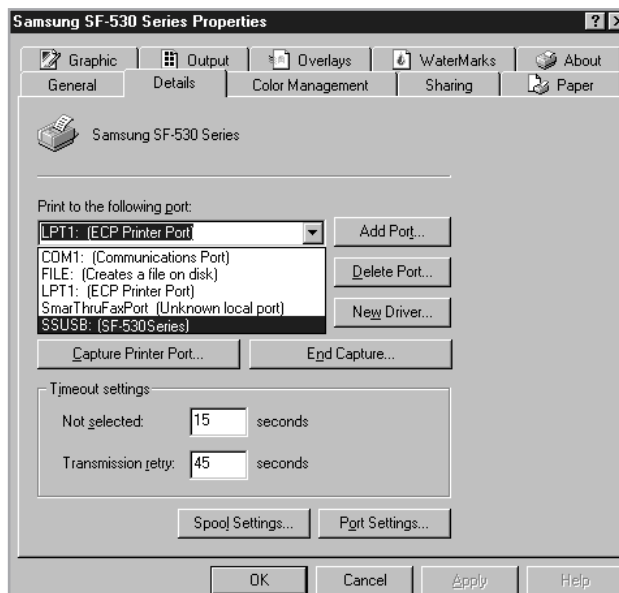 Samsung SF-530 Series Properties
Graphic Output Overlays WaterMarks About
General Details Color Management Sharing Paper
Samsung SF-530 Series
Print to the following port:
LPT1: (ECP Printer Port) Add Port...
COM1: (Communications Port)
FILE: (Creates a file on disk) Delete Port...
LPT1: (ECP Printer Port)
SmarThruFaxPort (Unknown local port) New Driver...
SSUSB: (SF-530Series)
Capture Printer Port... End Capture...
Timeout settings
Not selected: 15 seconds
Transmission retry: 45 seconds
Spool Settings... Port Settings...
OK Cancel Apply Help